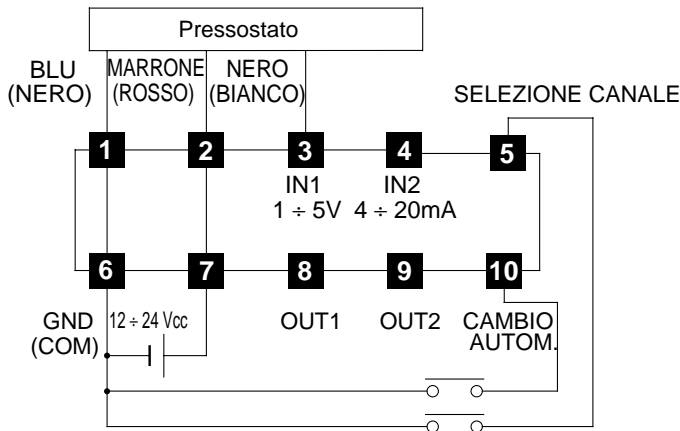 Pressostato
BLU
(NERO)
MARRONE
(ROSSO)
NERO
(BIANCO)
SELEZIONE CANALE
1
2
3
4
5
IN1
1 ÷ 5V
IN2
4 ÷ 20mA
6
7
8
9
10
GND
(COM)
12 ÷ 24 Vcc
OUT1
OUT2
CAMBIO
AUTOM.